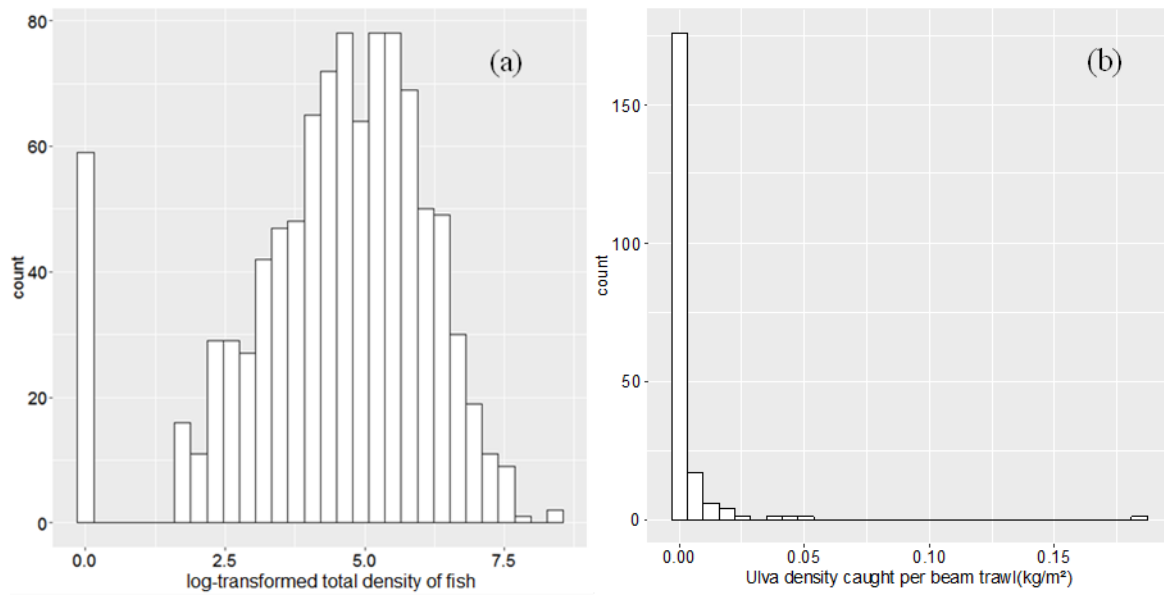 (a)
80
60
40
20
0
count
0.0 2.5 5.0 7.5
log-transformed total density of fish
(b)
150
100
50
0
count
0.00 0.05 0.10 0.15
Ulva density caught per beam trawl(kg/m²)